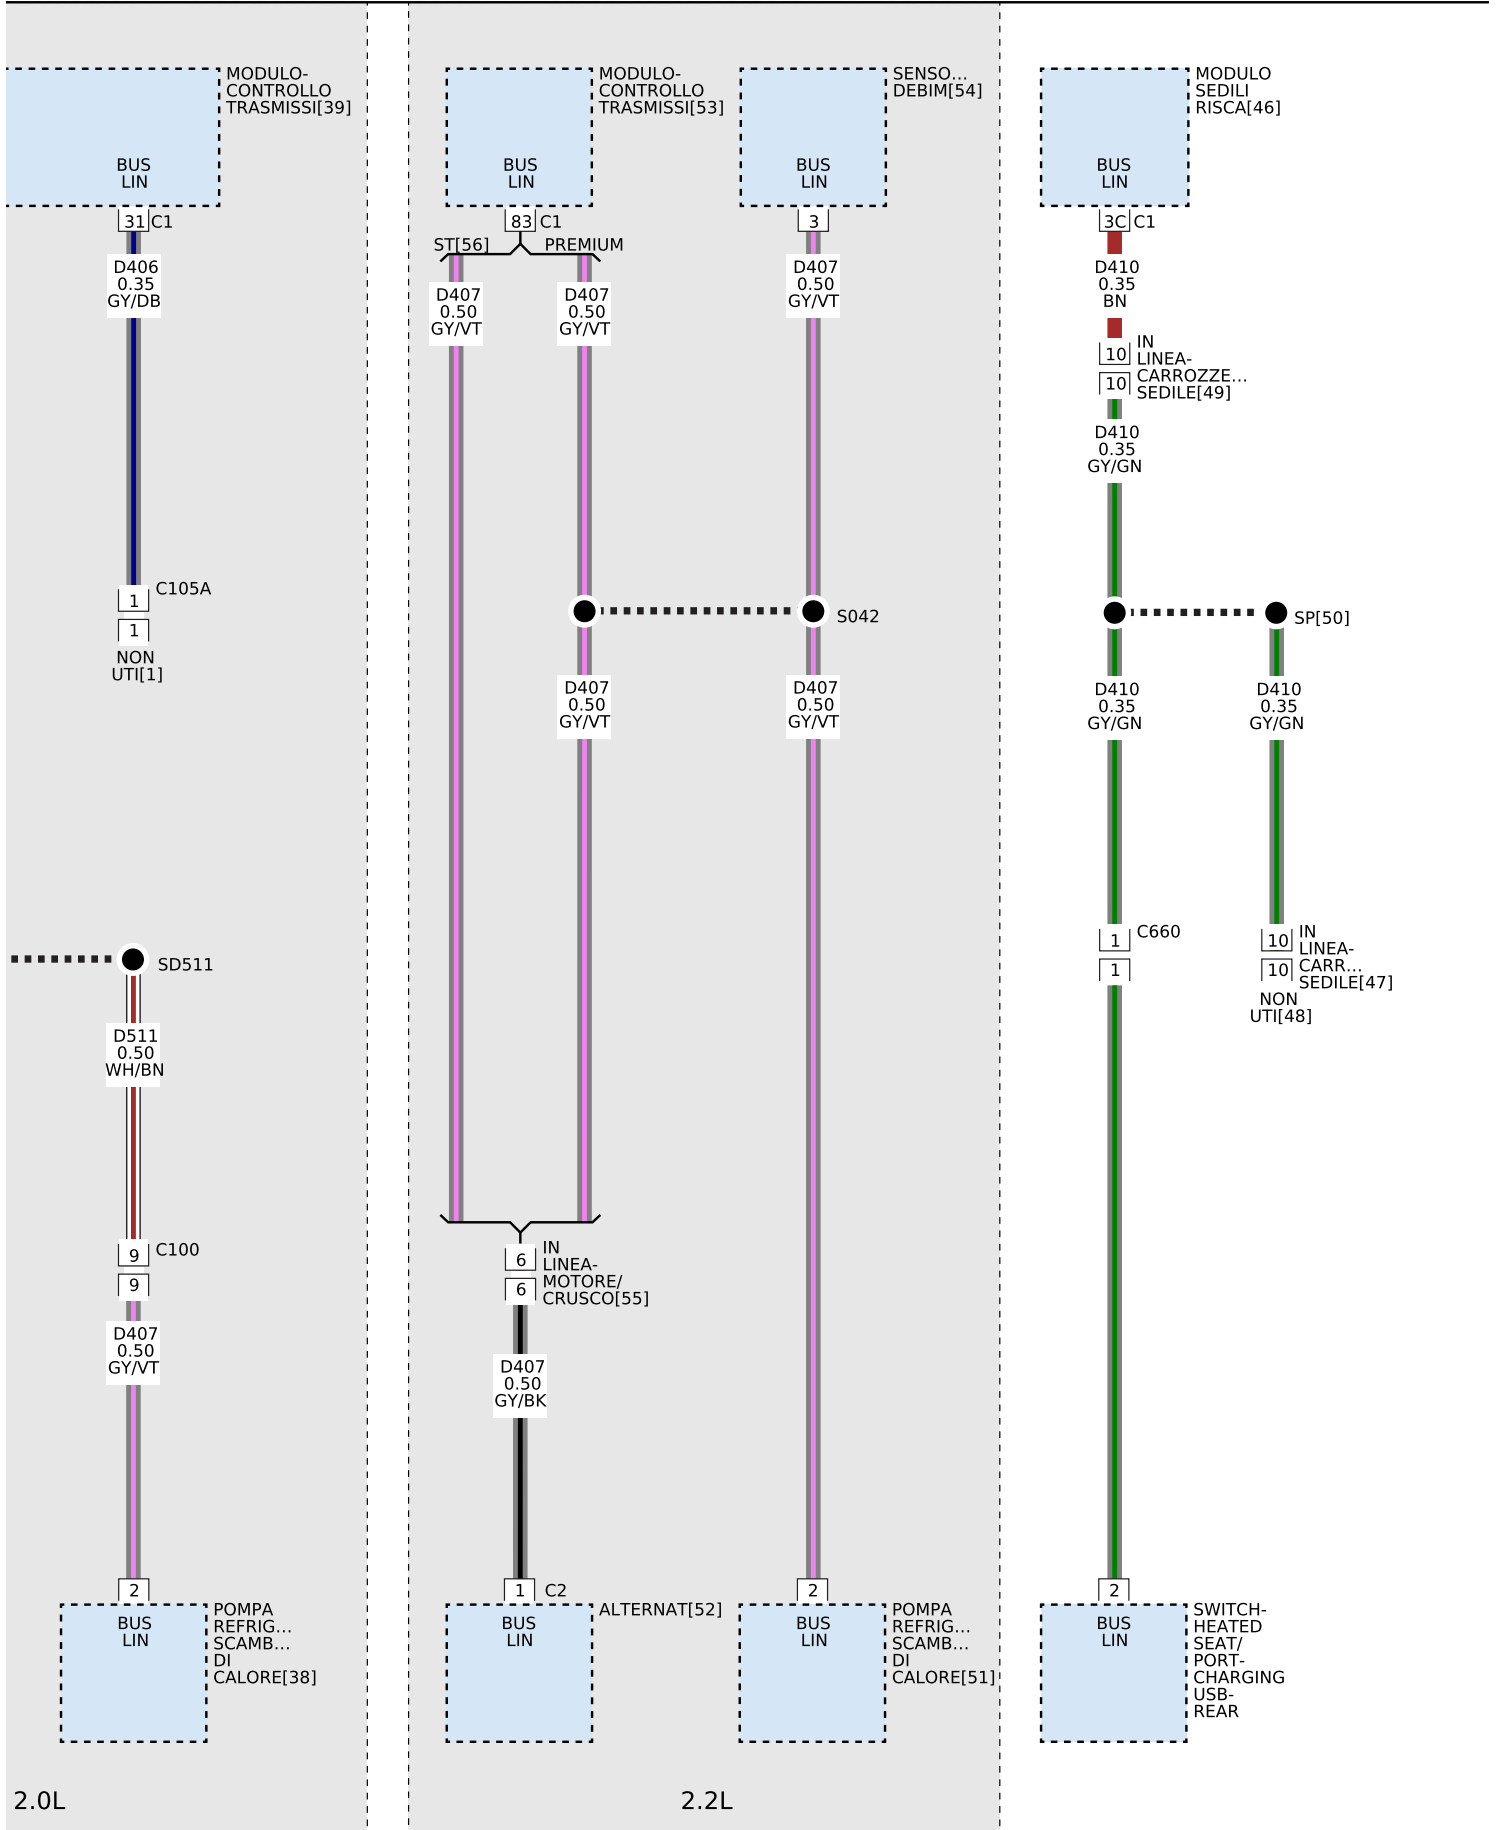 MODULO-
CONTROLLO
TRASMISSI[39]
BUS
LIN
31 C1
D406
0.35
GY/DB
C105A
1
1
NON
UTI[1]
SD511
D511
0.50
WH/BN
9 C100
9
D407
0.50
GY/VT
2
BUS
LIN
POMPA
REFRIG...
SCAMB...
DI
CALORE[38]
2.0L
MODULO-
CONTROLLO
TRASMISSI[53]
BUS
LIN
83 C1
ST[56] PREMIUM
D407
0.50
GY/VT
D407
0.50
GY/VT
D407
0.50
GY/VT
6
6
IN
LINEA-
MOTORE/
CRUSCO[55]
D407
0.50
GY/BK
1 C2
BUS
LIN
ALTERNAT[52]
SENSO...
DEBIM[54]
BUS
LIN
3
D407
0.50
GY/VT
S042
D407
0.50
GY/VT
2
BUS
LIN
POMPA
REFRIG...
SCAMB...
DI
CALORE[51]
2.2L
MODULO
SEDILI
RISCA[46]
BUS
LIN
3C C1
D410
0.35
BN
10
10
IN
LINEA-
CARROZZE...
SEDILE[49]
D410
0.35
GY/GN
SP[50]
D410
0.35
GY/GN
D410
0.35
GY/GN
1 C660
1
10
10
IN
LINEA-
CARR...
SEDILE[47]
NON
UTI[48]
2
BUS
LIN
SWITCH-
HEATED
SEAT/
PORT-
CHARGING
USB-
REAR